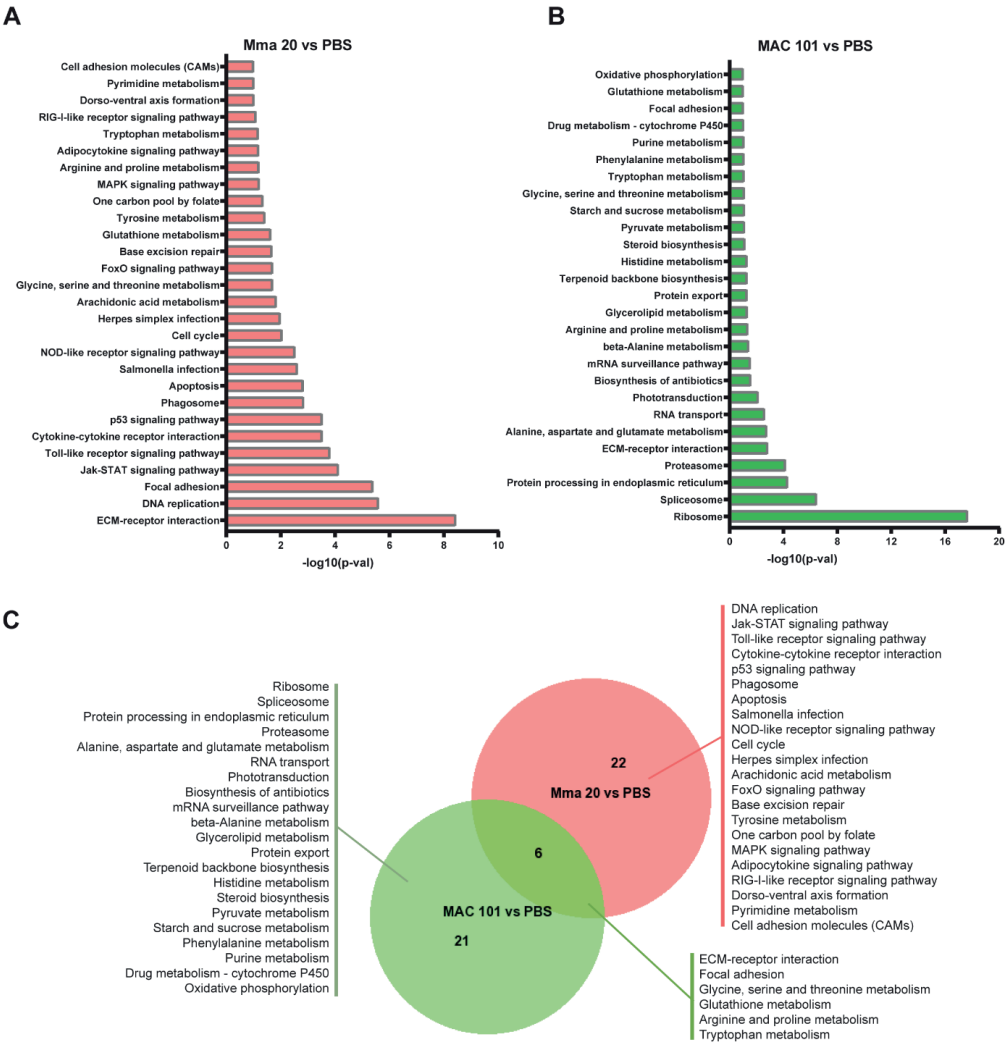 A
Mma 20 vs PBS
Cell adhesion molecules (CAMs)
Pyrimidine metabolism
Dorso-ventral axis formation
RIG-I-like receptor signaling pathway
Tryptophan metabolism
Adipocytokine signaling pathway
Arginine and proline metabolism
MAPK signaling pathway
One carbon pool by folate
Tyrosine metabolism
Glutathione metabolism
Base excision repair
FoxO signaling pathway
Glycine, serine and threonine metabolism
Arachidonic acid metabolism
Herpes simplex infection
Cell cycle
NOD-like receptor signaling pathway
Salmonella infection
Apoptosis
Phagosome
p53 signaling pathway
Cytokine-cytokine receptor interaction
Toll-like receptor signaling pathway
Jak-STAT signaling pathway
Focal adhesion
DNA replication
ECM-receptor interaction
0 2 4 6 8 10
-log10(p-val)
B
MAC 101 vs PBS
Oxidative phosphorylation
Glutathione metabolism
Focal adhesion
Drug metabolism - cytochrome P450
Purine metabolism
Phenylalanine metabolism
Tryptophan metabolism
Glycine, serine and threonine metabolism
Starch and sucrose metabolism
Pyruvate metabolism
Steroid biosynthesis
Histidine metabolism
Terpenoid backbone biosynthesis
Protein export
Glycerolipid metabolism
Arginine and proline metabolism
beta-Alanine metabolism
mRNA surveillance pathway
Biosynthesis of antibiotics
Phototransduction
RNA transport
Alanine, aspartate and glutamate metabolism
ECM-receptor interaction
Proteasome
Protein processing in endoplasmic reticulum
Spliceosome
Ribosome
0 4 8 12 16 20
-log10(p-val)
C
Ribosome
Spliceosome
Protein processing in endoplasmic reticulum
Proteasome
Alanine, aspartate and glutamate metabolism
RNA transport
Phototransduction
Biosynthesis of antibiotics
mRNA surveillance pathway
beta-Alanine metabolism
Glycerolipid metabolism
Protein export
Terpenoid backbone biosynthesis
Histidine metabolism
Steroid biosynthesis
Pyruvate metabolism
Starch and sucrose metabolism
Phenylalanine metabolism
Purine metabolism
Drug metabolism - cytochrome P450
Oxidative phosphorylation
22
Mma 20 vs PBS
6
MAC 101 vs PBS
21
DNA replication
Jak-STAT signaling pathway
Toll-like receptor signaling pathway
Cytokine-cytokine receptor interaction
p53 signaling pathway
Phagosome
Apoptosis
Salmonella infection
NOD-like receptor signaling pathway
Cell cycle
Herpes simplex infection
Arachidonic acid metabolism
FoxO signaling pathway
Base excision repair
Tyrosine metabolism
One carbon pool by folate
MAPK signaling pathway
Adipocytokine signaling pathway
RIG-I-like receptor signaling pathway
Dorso-ventral axis formation
Pyrimidine metabolism
Cell adhesion molecules (CAMs)
ECM-receptor interaction
Focal adhesion
Glycine, serine and threonine metabolism
Glutathione metabolism
Arginine and proline metabolism
Tryptophan metabolism